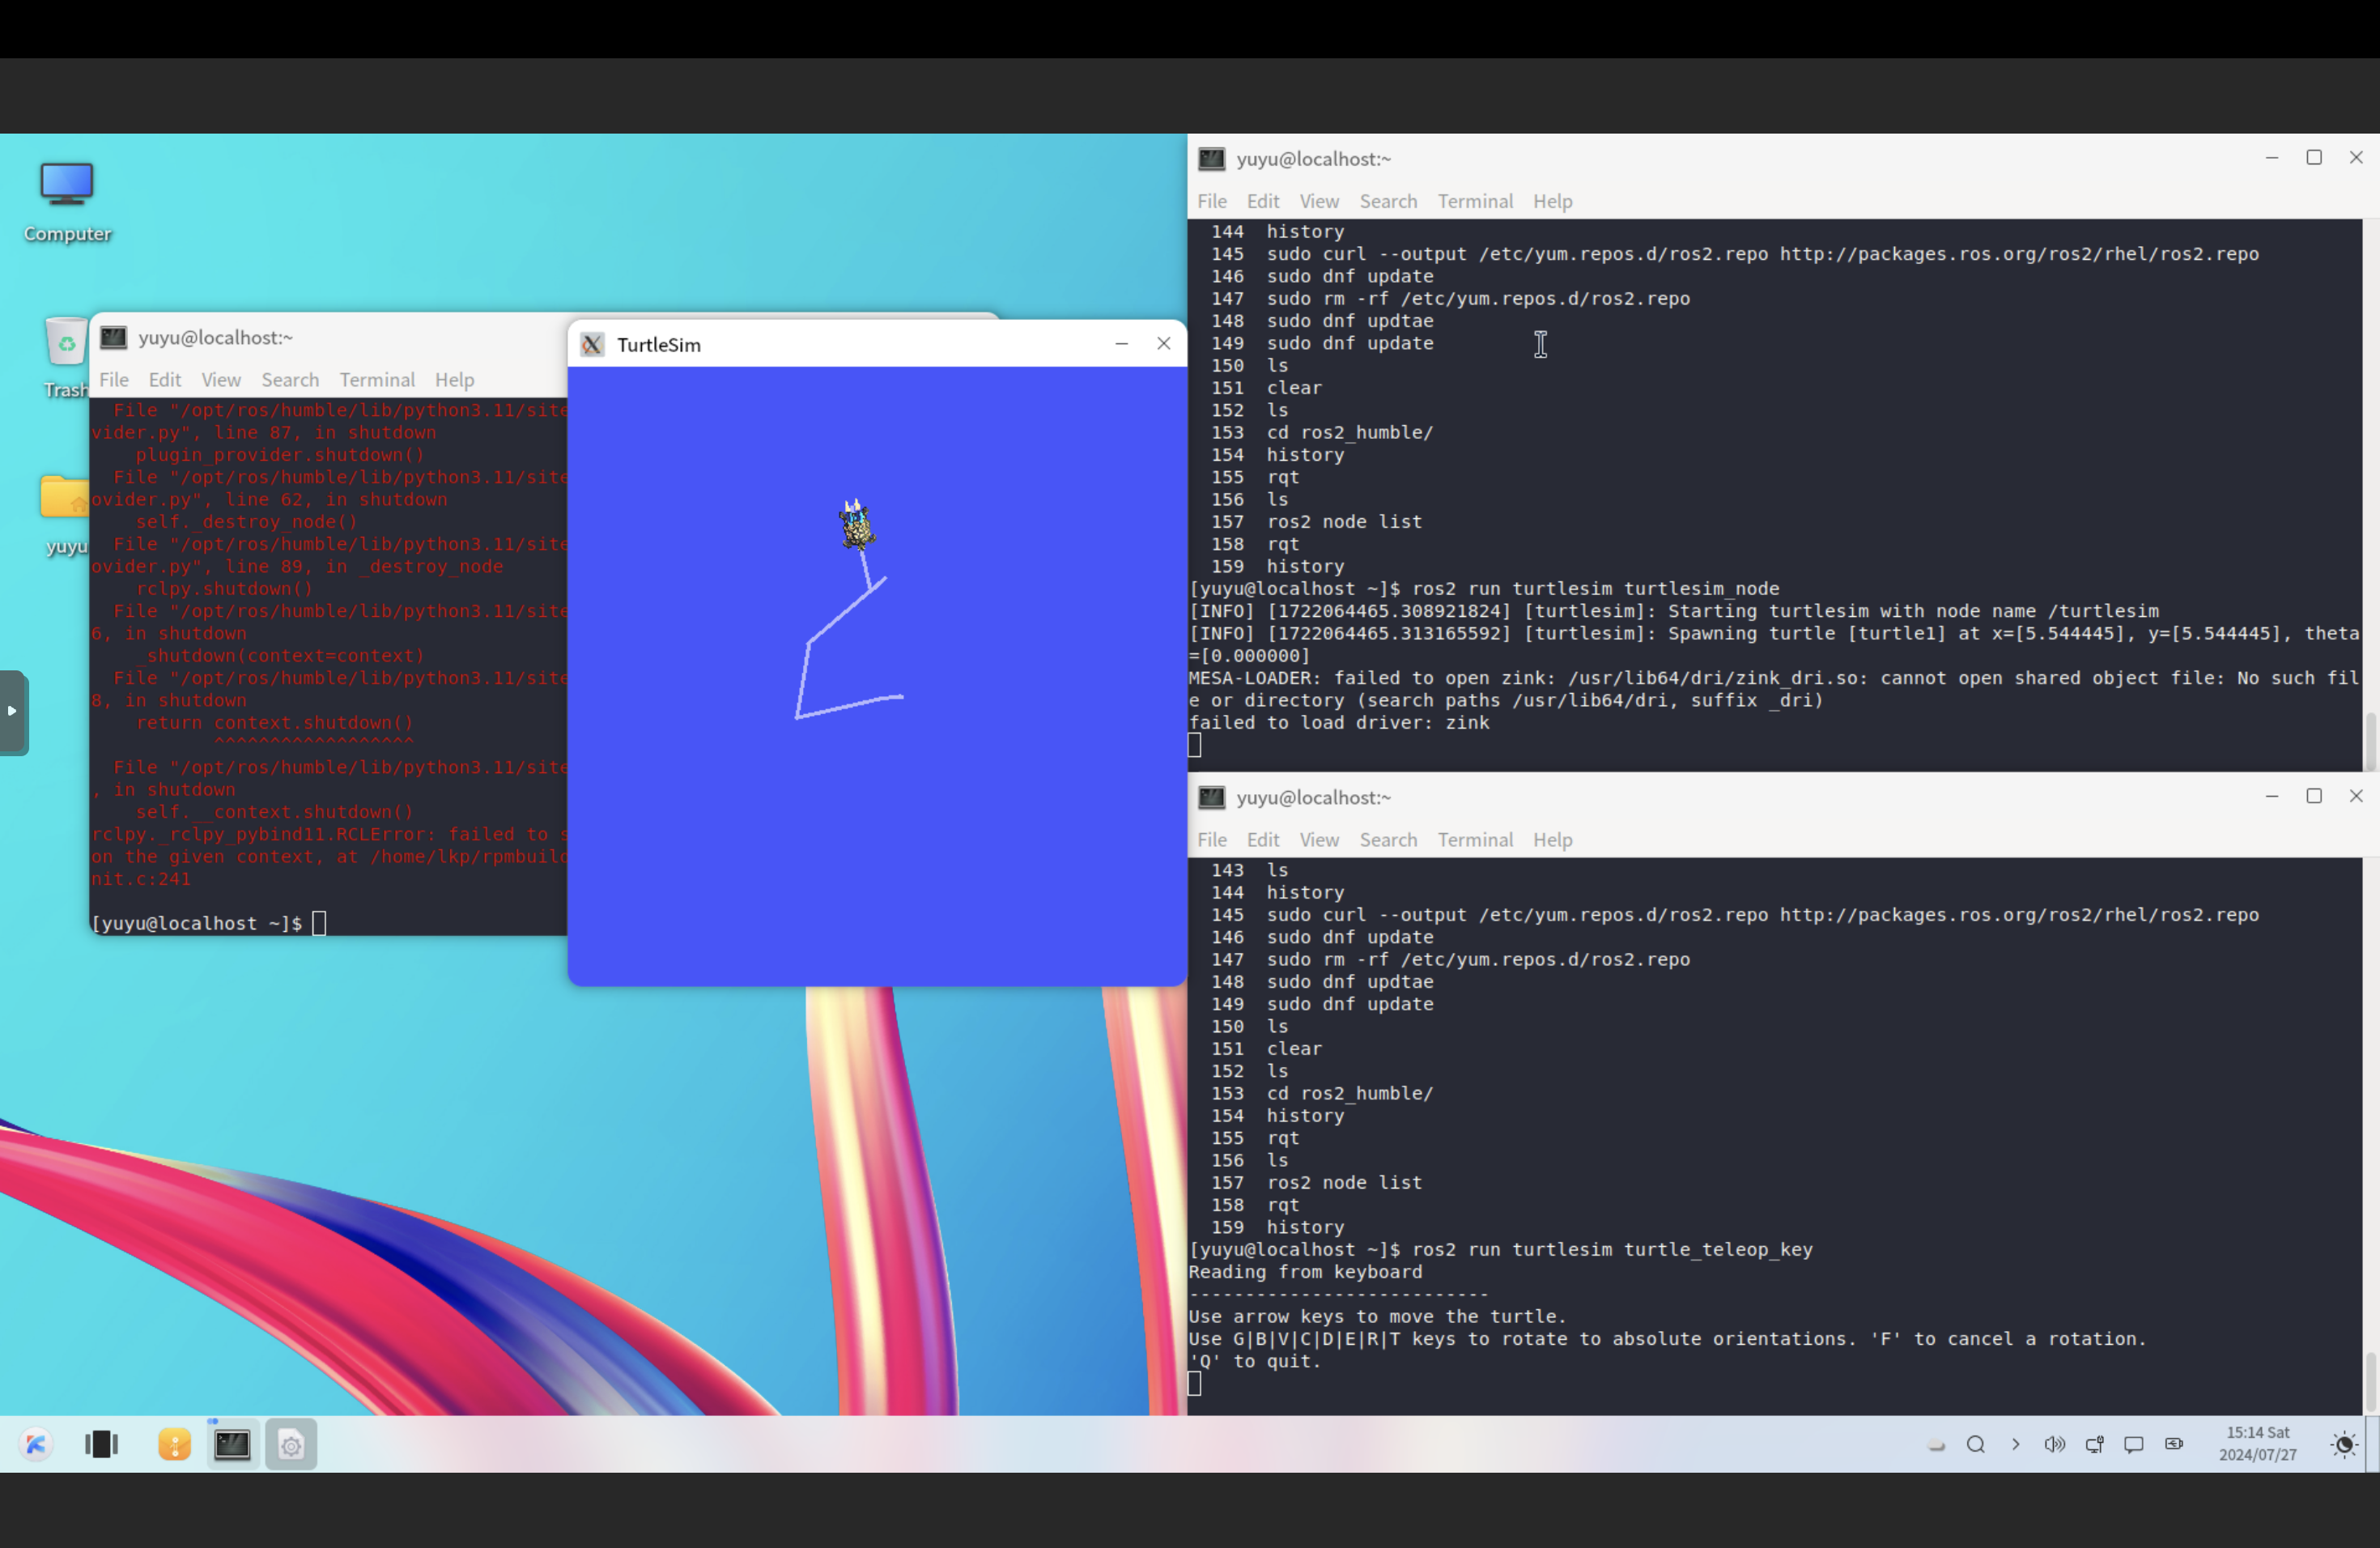 Computer
Trash
yuyu
yuyu@localhost:~
File Edit View Search Terminal Help
File "/opt/ros/humble/lib/python3.11/site
vider.py", line 87, in shutdown
plugin_provider.shutdown()
File "/opt/ros/humble/lib/python3.11/site
ovider.py", line 62, in shutdown
self._destroy_node()
File "/opt/ros/humble/lib/python3.11/site
ovider.py", line 89, in _destroy_node
rclpy.shutdown()
File "/opt/ros/humble/lib/python3.11/site
6, in shutdown
_shutdown(context=context)
File "/opt/ros/humble/lib/python3.11/site
8, in shutdown
return context.shutdown()
^^^^^^^^^^^^^^^^^^
File "/opt/ros/humble/lib/python3.11/site
, in shutdown
self.__context.shutdown()
rclpy._rclpy_pybind11.RCLError: failed to s
on the given context, at /home/lkp/rpmbuild
nit.c:241
[yuyu@localhost ~]$
TurtleSim
yuyu@localhost:~
File Edit View Search Terminal Help
144 history
145 sudo curl --output /etc/yum.repos.d/ros2.repo http://packages.ros.org/ros2/rhel/ros2.repo
146 sudo dnf update
147 sudo rm -rf /etc/yum.repos.d/ros2.repo
148 sudo dnf updtae
149 sudo dnf update
150 ls
151 clear
152 ls
153 cd ros2_humble/
154 history
155 rqt
156 ls
157 ros2 node list
158 rqt
159 history
[yuyu@localhost ~]$ ros2 run turtlesim turtlesim_node
[INFO] [1722064465.308921824] [turtlesim]: Starting turtlesim with node name /turtlesim
[INFO] [1722064465.313165592] [turtlesim]: Spawning turtle [turtle1] at x=[5.544445], y=[5.544445], theta
=[0.000000]
MESA-LOADER: failed to open zink: /usr/lib64/dri/zink_dri.so: cannot open shared object file: No such fil
e or directory (search paths /usr/lib64/dri, suffix _dri)
failed to load driver: zink
yuyu@localhost:~
File Edit View Search Terminal Help
143 ls
144 history
145 sudo curl --output /etc/yum.repos.d/ros2.repo http://packages.ros.org/ros2/rhel/ros2.repo
146 sudo dnf update
147 sudo rm -rf /etc/yum.repos.d/ros2.repo
148 sudo dnf updtae
149 sudo dnf update
150 ls
151 clear
152 ls
153 cd ros2_humble/
154 history
155 rqt
156 ls
157 ros2 node list
158 rqt
159 history
[yuyu@localhost ~]$ ros2 run turtlesim turtle_teleop_key
Reading from keyboard
---------------------------
Use arrow keys to move the turtle.
Use G|B|V|C|D|E|R|T keys to rotate to absolute orientations. 'F' to cancel a rotation.
'Q' to quit.
15:14 Sat
2024/07/27